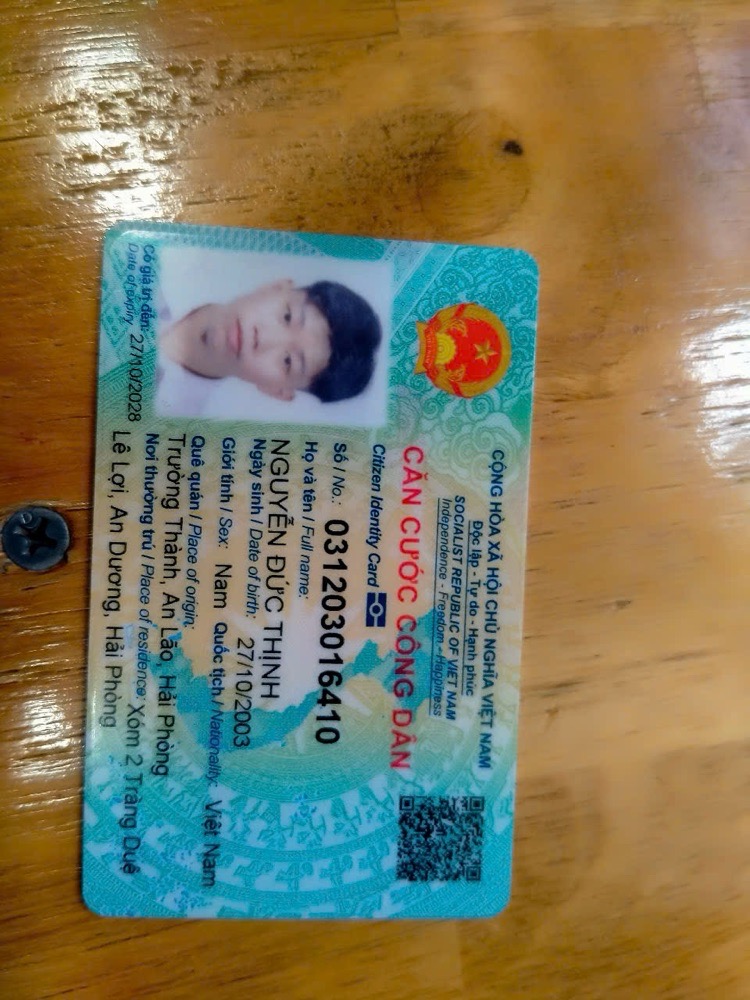 CỘNG HÒA XÃ HỘI CHỦ NGHĨA VIỆT NAM
Độc lập - Tự do - Hạnh phúc
SOCIALIST REPUBLIC OF VIET NAM
Independence - Freedom - Happiness
CĂN CƯỚC CÔNG DÂN
Citizen Identity Card
Số / No.: 031203016410
Họ và tên / Full name:
NGUYỄN ĐỨC THỊNH
Ngày sinh / Date of birth: 27/10/2003
Giới tính / Sex: Nam Quốc tịch / Nationality: Việt Nam
Quê quán / Place of origin:
Trường Thành, An Lão, Hải Phòng
Nơi thường trú / Place of residence: Xóm 2 Tràng Duệ
Lê Lợi, An Dương, Hải Phòng
Có giá trị đến: 27/10/2028
Date of expiry